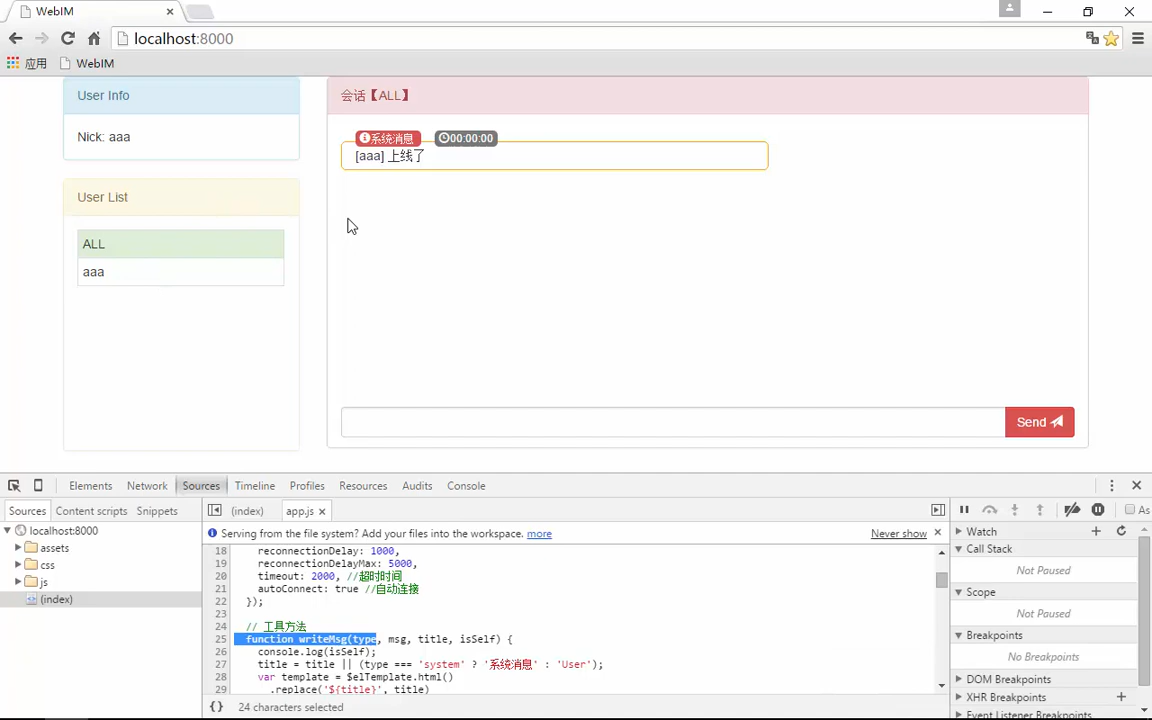 WebIM
localhost:8000
应用 WebIM
User Info
Nick: aaa
User List
ALL
aaa
会话【ALL】
系统消息 00:00:00
[aaa] 上线了
Send
Elements Network Sources Timeline Profiles Resources Audits Console
Sources Content scripts Snippets
localhost:8000
assets
css
js
(index)
(index) app.js
Serving from the file system? Add your files into the workspace. more Never show
18 reconnectionDelay: 1000,
19 reconnectionDelayMax: 5000,
20 timeout: 2000, //超时时间
21 autoConnect: true //自动连接
22 });
23
24 // 工具方法
25 function writeMsg(type, msg, title, isSelf) {
26 console.log(isSelf);
27 title = title || (type === 'system' ? '系统消息' : 'User');
28 var template = $elTemplate.html()
29 .replace('${title}', title)
{} 24 characters selected
As
Watch
Call Stack
Not Paused
Scope
Not Paused
Breakpoints
No Breakpoints
DOM Breakpoints
XHR Breakpoints
Event Listener Breakpoints